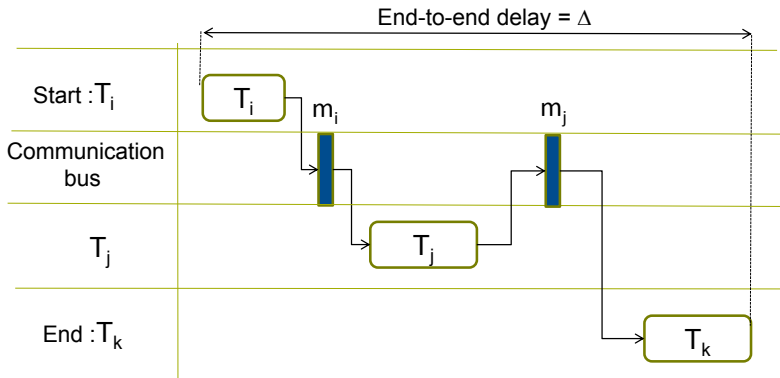 End-to-end delay = Δ
Start :Ti
Ti
mi
mj
Communication
bus
Tj
Tj
End :Tk
Tk